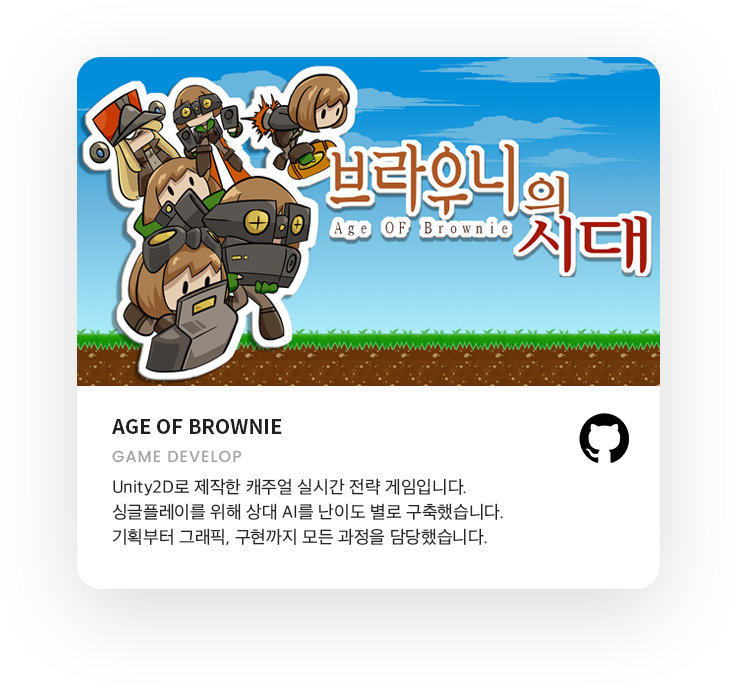 브라우니의
Age OF Brownie
시대
AGE OF BROWNIE
GAME DEVELOP
Unity2D로 제작한 캐주얼 실시간 전략 게임입니다.
싱글플레이를 위해 상대 AI를 난이도 별로 구축했습니다.
기획부터 그래픽, 구현까지 모든 과정을 담당했습니다.